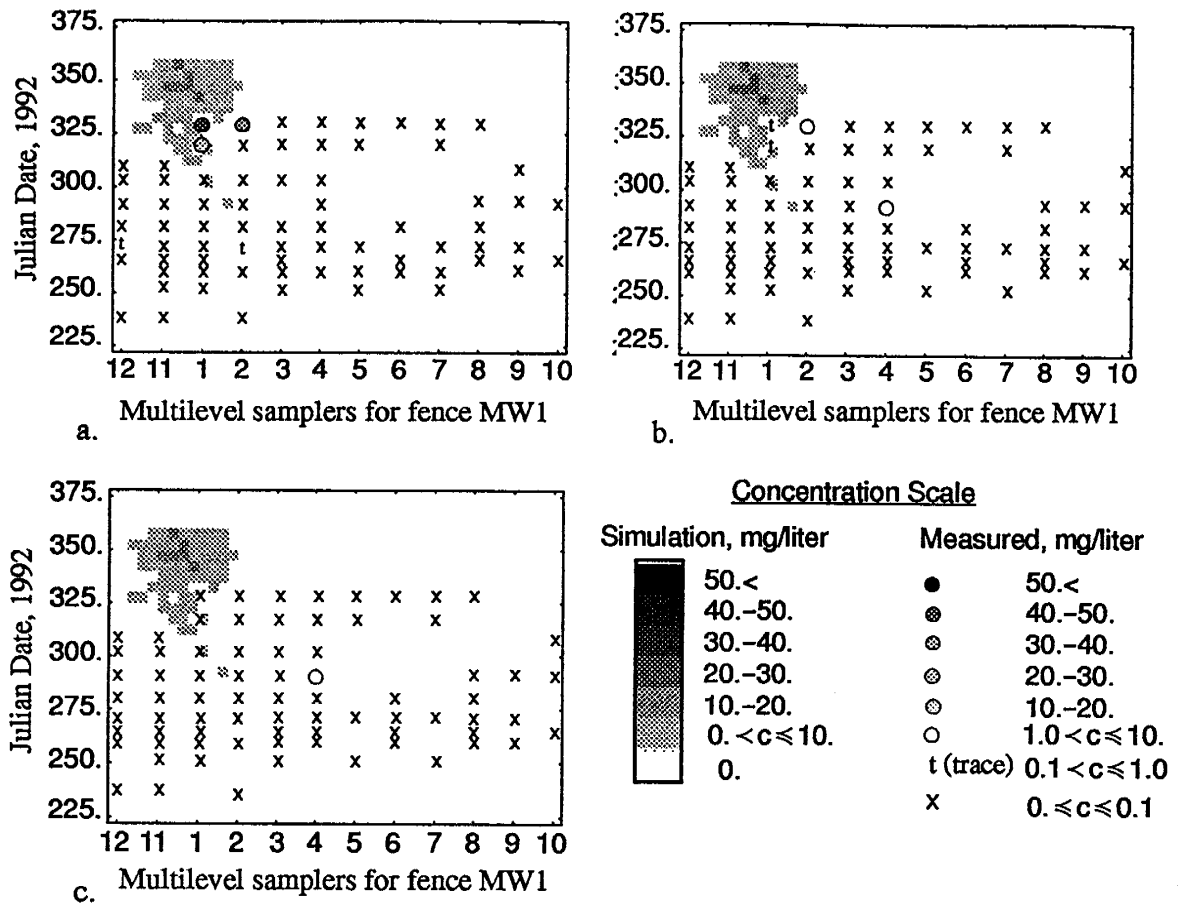 375.
350.
325.
300.
275.
250.
225.
Julian Date, 1992
12 11 1 2 3 4 5 6 7 8 9 10
Multilevel samplers for fence MW1
a.
:375.
350.
325.
:300.
:275.
:250.
:225.
12 11 1 2 3 4 5 6 7 8 9 10
Multilevel samplers for fence MW1
b.
375.
350.
325.
300.
275.
250.
225.
Julian Date, 1992
12 11 1 2 3 4 5 6 7 8 9 10
Multilevel samplers for fence MW1
c.
Concentration Scale
Simulation, mg/liter
50.<
40.-50.
30.-40.
20.-30.
10.-20.
0.<c⩽10.
0.
Measured, mg/liter
50.<
40.-50.
30.-40.
20.-30.
10.-20.
1.0<c⩽10.
t (trace) 0.1<c⩽1.0
x 0.⩽c⩽0.1